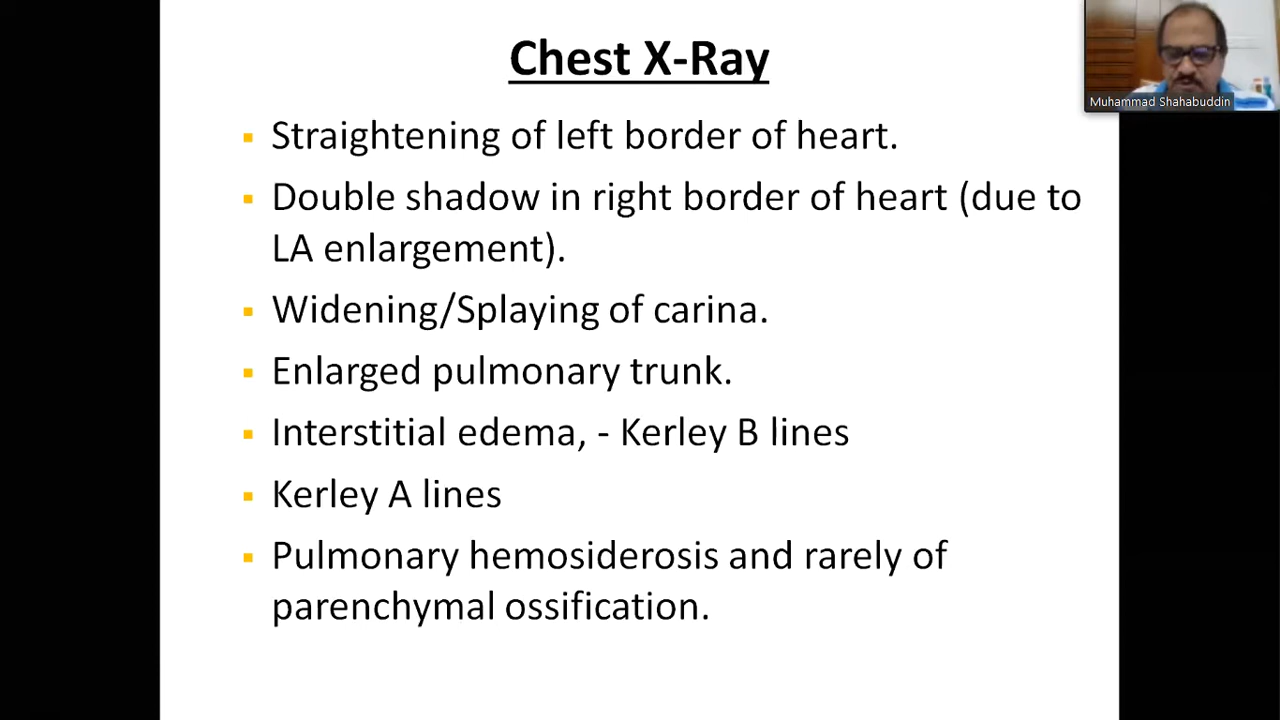 Chest X-Ray
Muhammad Shahabuddin
Straightening of left border of heart.
Double shadow in right border of heart (due to
LA enlargement).
Widening/Splaying of carina.
Enlarged pulmonary trunk.
Interstitial edema, - Kerley B lines
Kerley A lines
Pulmonary hemosiderosis and rarely of
parenchymal ossification.